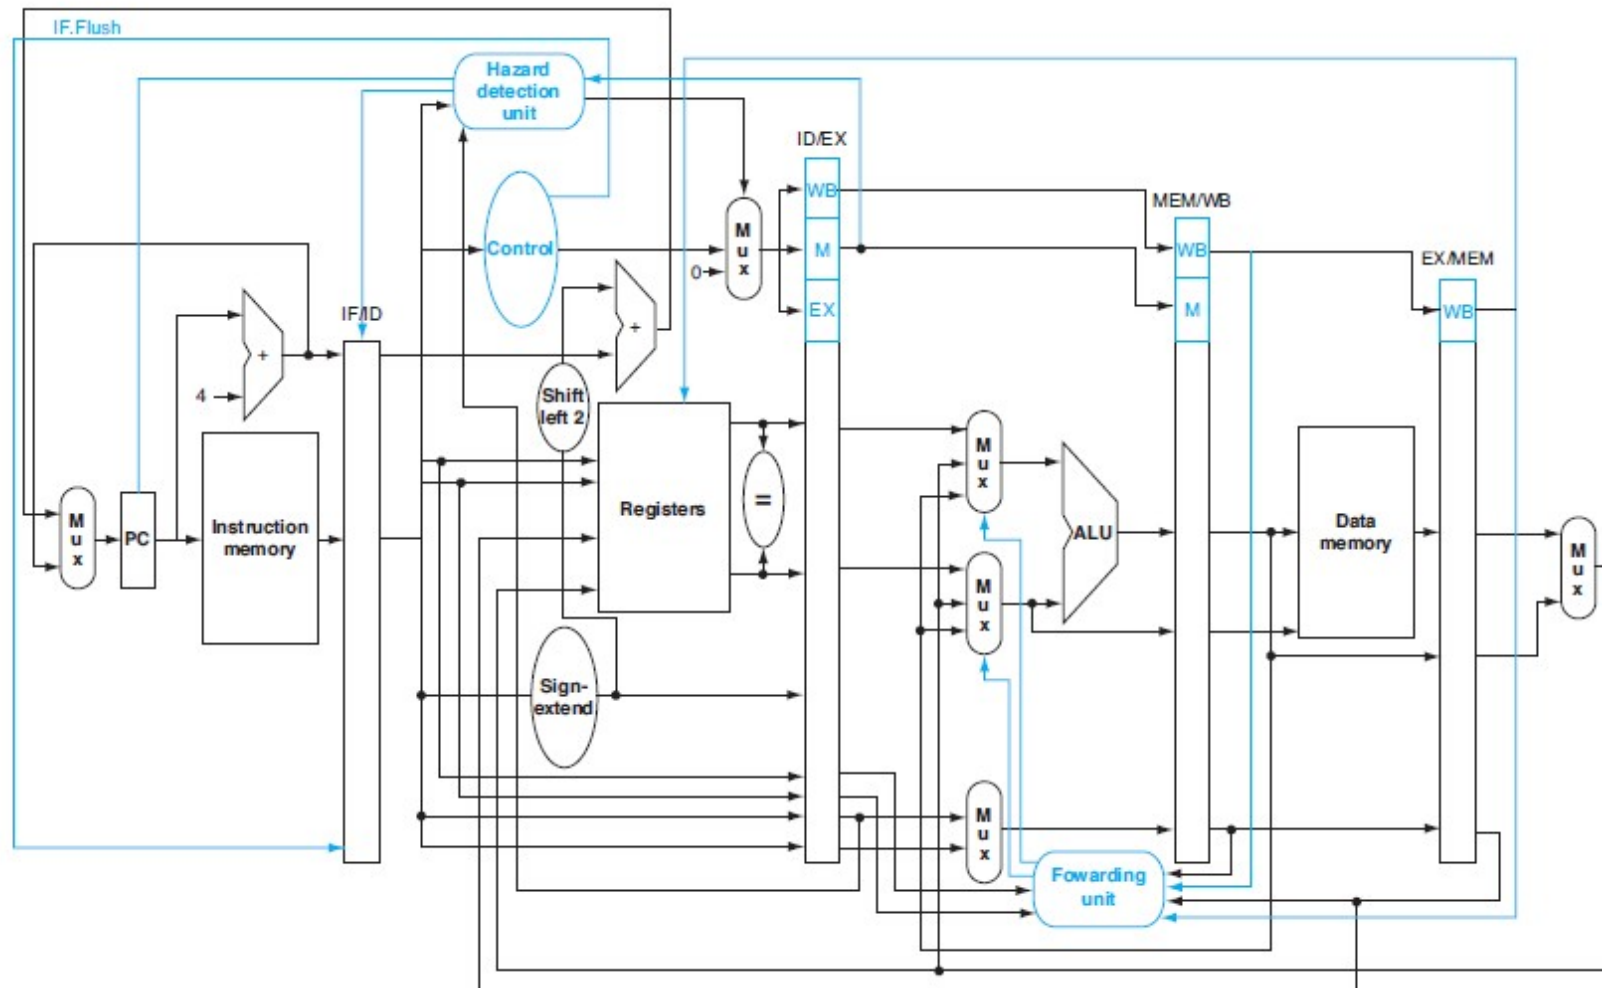 IF.Flush
Hazard
detection
unit
ID/EX
WB
MEM/WB
Control
M
u
x
0
M
WB
EX/MEM
EX
M
WB
IF/ID
+
+
4
Shift
left 2
M
u
x
PC
Instruction
memory
Registers
=
M
u
x
M
u
x
ALU
Data
memory
M
u
x
Sign-
extend
M
u
x
Fowarding
unit